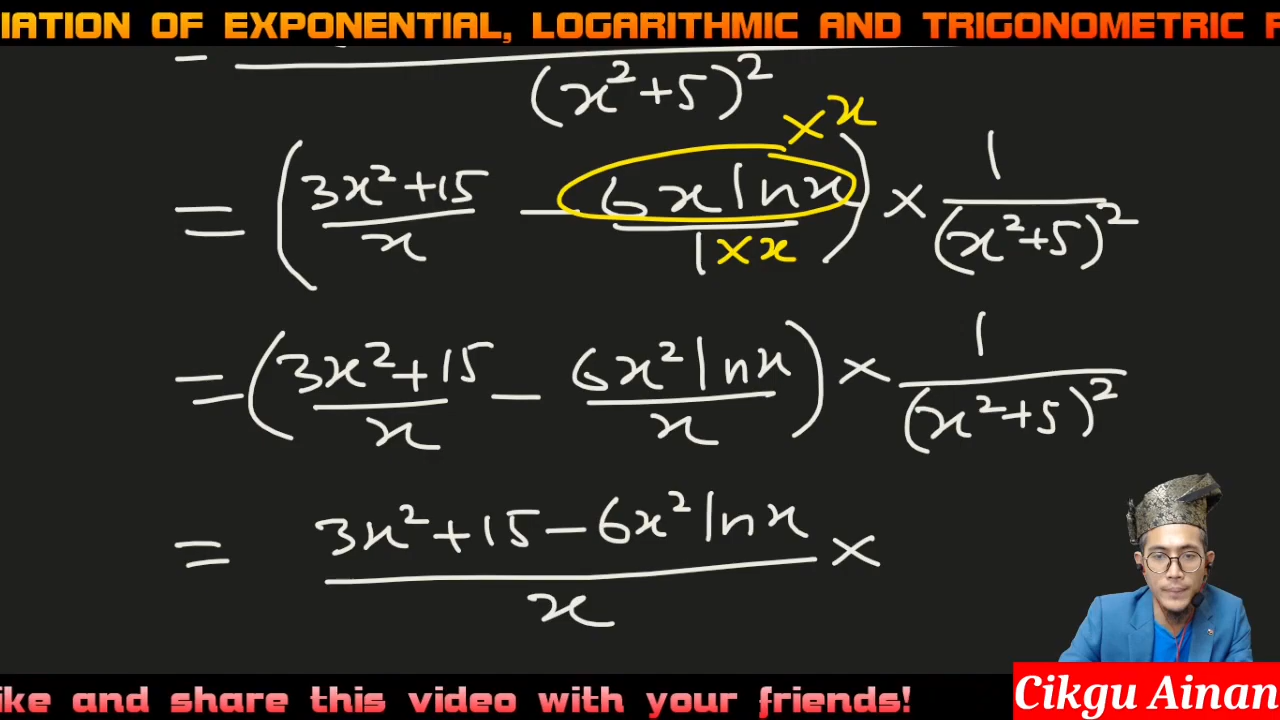 IATION OF EXPONENTIAL, LOGARITHMIC AND TRIGONOMETRIC F
= (x²+5)²
= ( (3x²+15)/x − (6x ln x)/1 ) × 1/(x²+5)²
× x
× x
= ( (3x²+15)/x − (6x² ln x)/x ) × 1/(x²+5)²
= (3x²+15−6x² ln x)/x ×
ike and share this video with your friends!
Cikgu Ainan